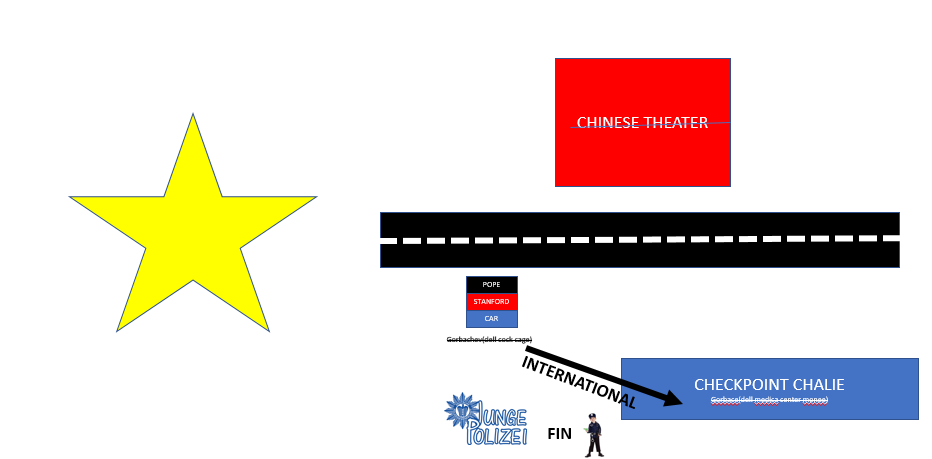 CHINESE THEATER
POPE
STANFORD
CAR
Gorbachev(dell cock cage)
INTERNATIONAL
CHECKPOINT CHALIE
Gorbace(dell medica center mengo)
JUNGE
POLIZEI
FIN